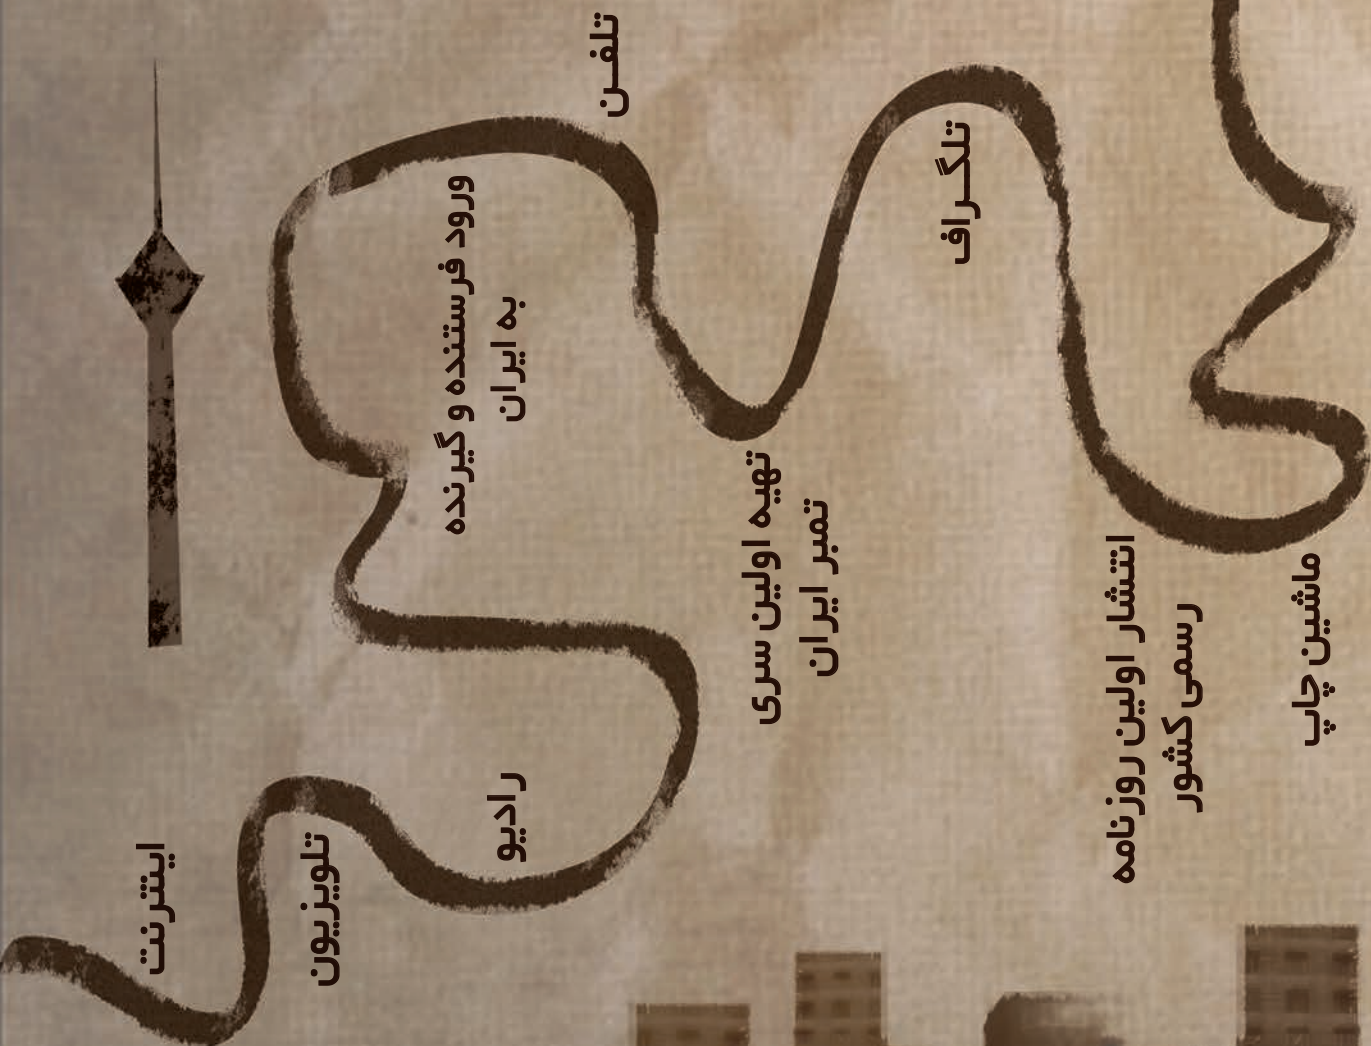 ماشین چاپ
انتشار اولین روزنامه
رسمی کشور
تلگراف
تهیه اولین سری
تمبر ایران
تلفن
ورود فرستنده و گیرنده
به ایران
رادیو
تلویزیون
اینترنت